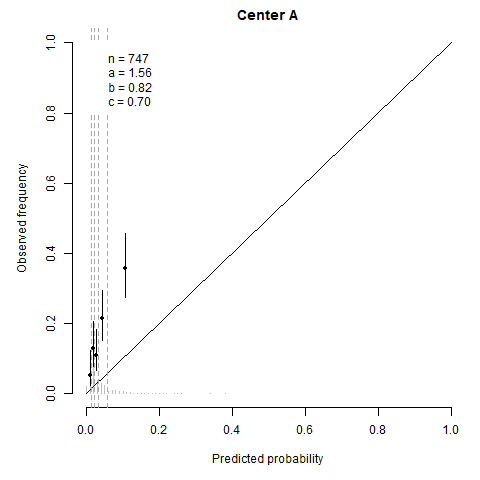 Center A
n = 747
a = 1.56
b = 0.82
c = 0.70
Observed frequency
1.0
0.8
0.6
0.4
0.2
0.0
0.0 0.2 0.4 0.6 0.8 1.0
Predicted probability